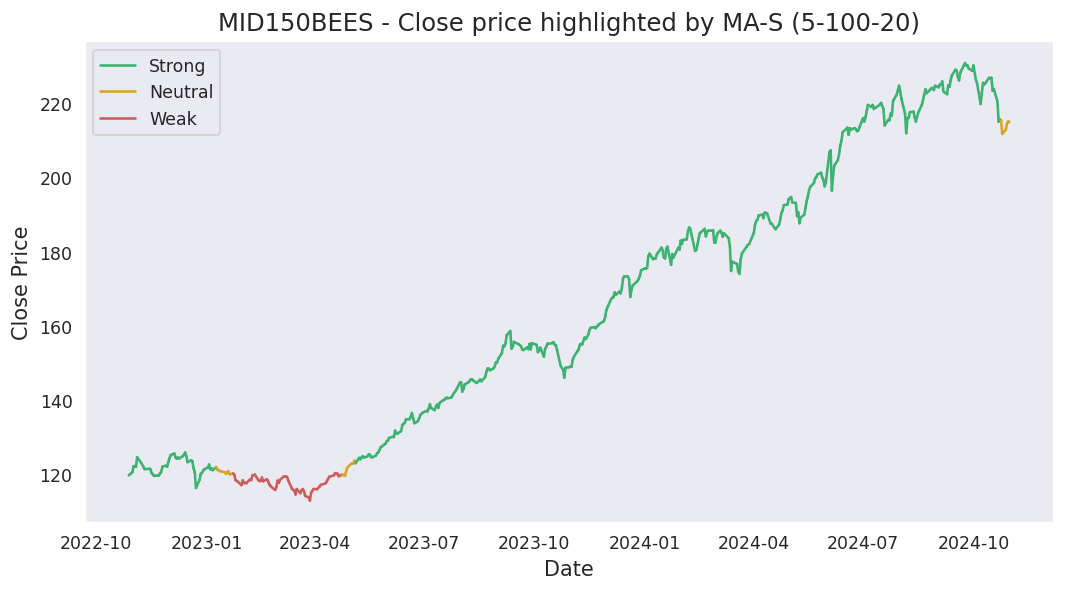 MID150BEES - Close price highlighted by MA-S (5-100-20)
Strong
Neutral
Weak
220
200
180
160
140
120
Close Price
2022-10 2023-01 2023-04 2023-07 2023-10 2024-01 2024-04 2024-07 2024-10
Date